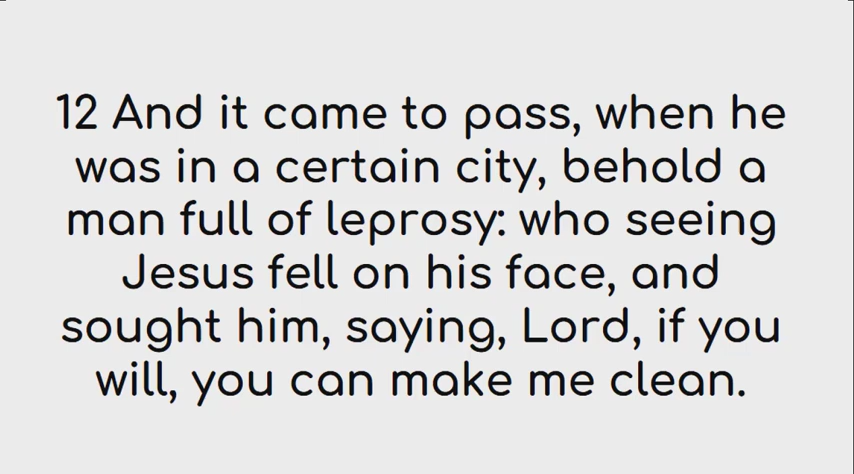 12 And it came to pass, when he
was in a certain city, behold a
man full of leprosy: who seeing
Jesus fell on his face, and
sought him, saying, Lord, if you
will, you can make me clean.